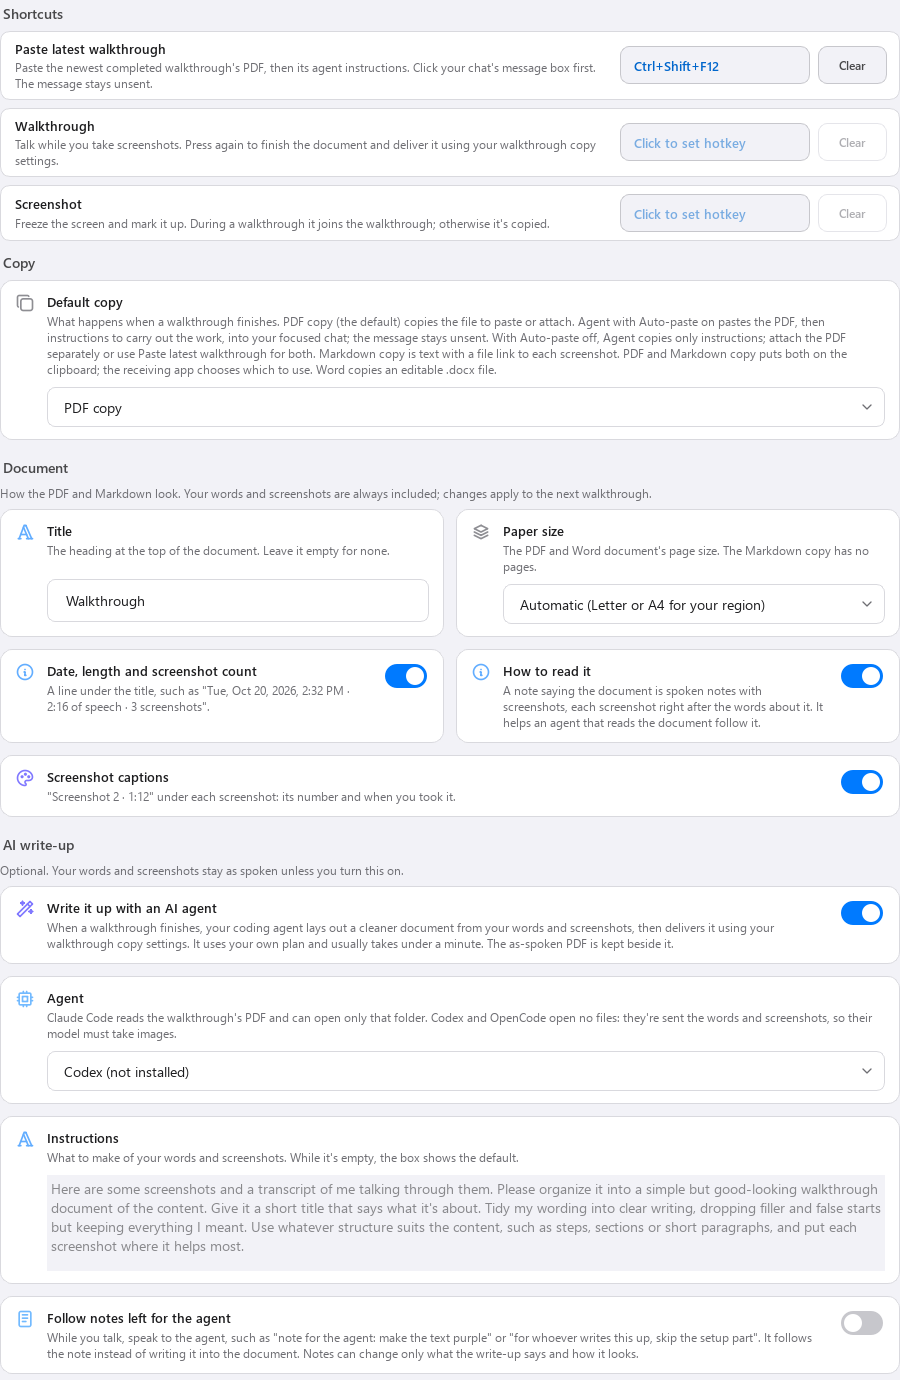 Shortcuts
Paste latest walkthrough
Paste the newest completed walkthrough's PDF, then its agent instructions. Click your chat's message box first.
The message stays unsent.
Ctrl+Shift+F12
Clear
Walkthrough
Talk while you take screenshots. Press again to finish the document and deliver it using your walkthrough copy
settings.
Click to set hotkey
Clear
Screenshot
Freeze the screen and mark it up. During a walkthrough it joins the walkthrough; otherwise it's copied.
Click to set hotkey
Clear
Copy
Default copy
What happens when a walkthrough finishes. PDF copy (the default) copies the file to paste or attach. Agent with Auto-paste on pastes the PDF, then
instructions to carry out the work, into your focused chat; the message stays unsent. With Auto-paste off, Agent copies only instructions; attach the PDF
separately or use Paste latest walkthrough for both. Markdown copy is text with a file link to each screenshot. PDF and Markdown copy puts both on the
clipboard; the receiving app chooses which to use. Word copies an editable .docx file.
PDF copy
Document
How the PDF and Markdown look. Your words and screenshots are always included; changes apply to the next walkthrough.
Title
The heading at the top of the document. Leave it empty for none.
Walkthrough
Paper size
The PDF and Word document's page size. The Markdown copy has no
pages.
Automatic (Letter or A4 for your region)
Date, length and screenshot count
A line under the title, such as "Tue, Oct 20, 2026, 2:32 PM ·
2:16 of speech · 3 screenshots".
How to read it
A note saying the document is spoken notes with
screenshots, each screenshot right after the words about it. It
helps an agent that reads the document follow it.
Screenshot captions
"Screenshot 2 · 1:12" under each screenshot: its number and when you took it.
AI write-up
Optional. Your words and screenshots stay as spoken unless you turn this on.
Write it up with an AI agent
When a walkthrough finishes, your coding agent lays out a cleaner document from your words and screenshots, then delivers it using your
walkthrough copy settings. It uses your own plan and usually takes under a minute. The as-spoken PDF is kept beside it.
Agent
Claude Code reads the walkthrough's PDF and can open only that folder. Codex and OpenCode open no files: they're sent the words and screenshots, so their
model must take images.
Codex (not installed)
Instructions
What to make of your words and screenshots. While it's empty, the box shows the default.
Here are some screenshots and a transcript of me talking through them. Please organize it into a simple but good-looking walkthrough
document of the content. Give it a short title that says what it's about. Tidy my wording into clear writing, dropping filler and false starts
but keeping everything I meant. Use whatever structure suits the content, such as steps, sections or short paragraphs, and put each
screenshot where it helps most.
Follow notes left for the agent
While you talk, speak to the agent, such as "note for the agent: make the text purple" or "for whoever writes this up, skip the setup part". It follows
the note instead of writing it into the document. Notes can change only what the write-up says and how it looks.